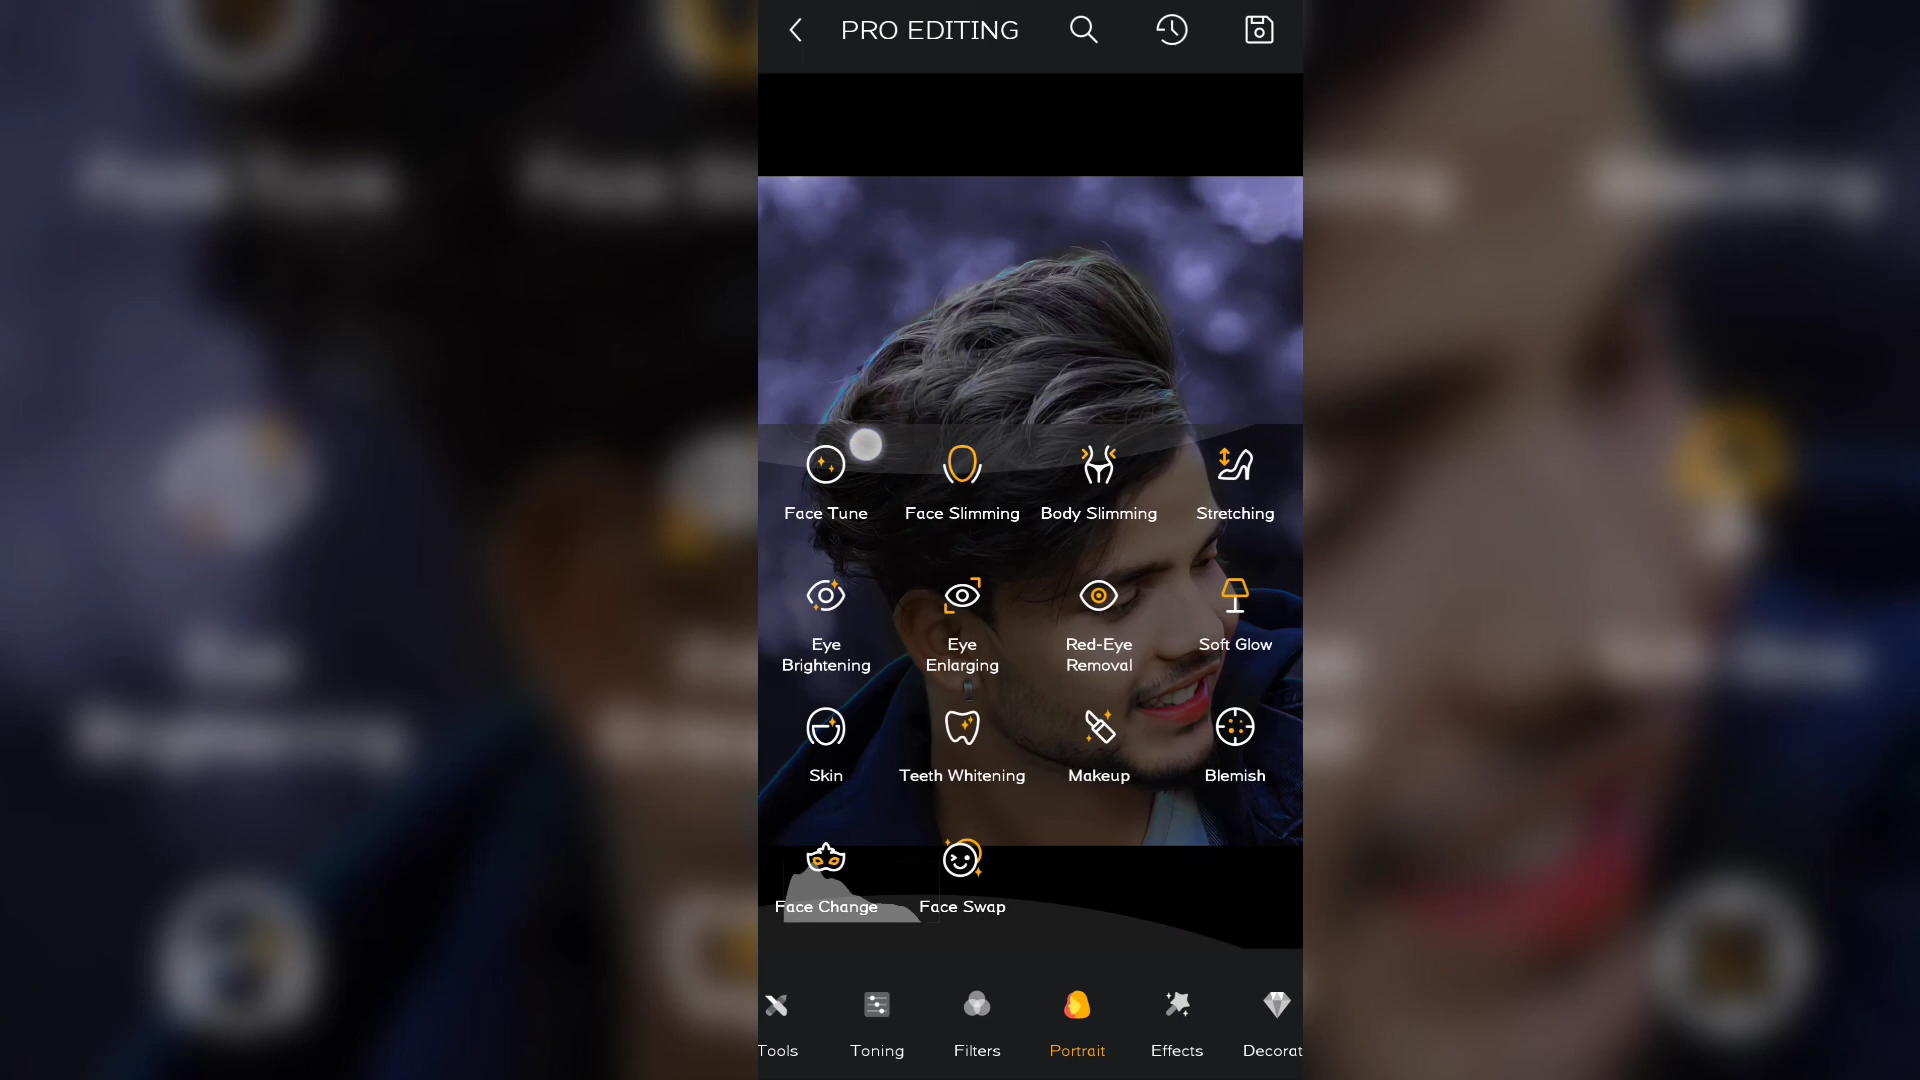 PRO EDITING
Face Tune
Face Slimming
Body Slimming
Stretching
Eye
Brightening
Eye
Enlarging
Red-Eye
Removal
Soft Glow
Skin
Teeth Whitening
Makeup
Blemish
Face Change
Face Swap
Tools
Toning
Filters
Portrait
Effects
Decorat